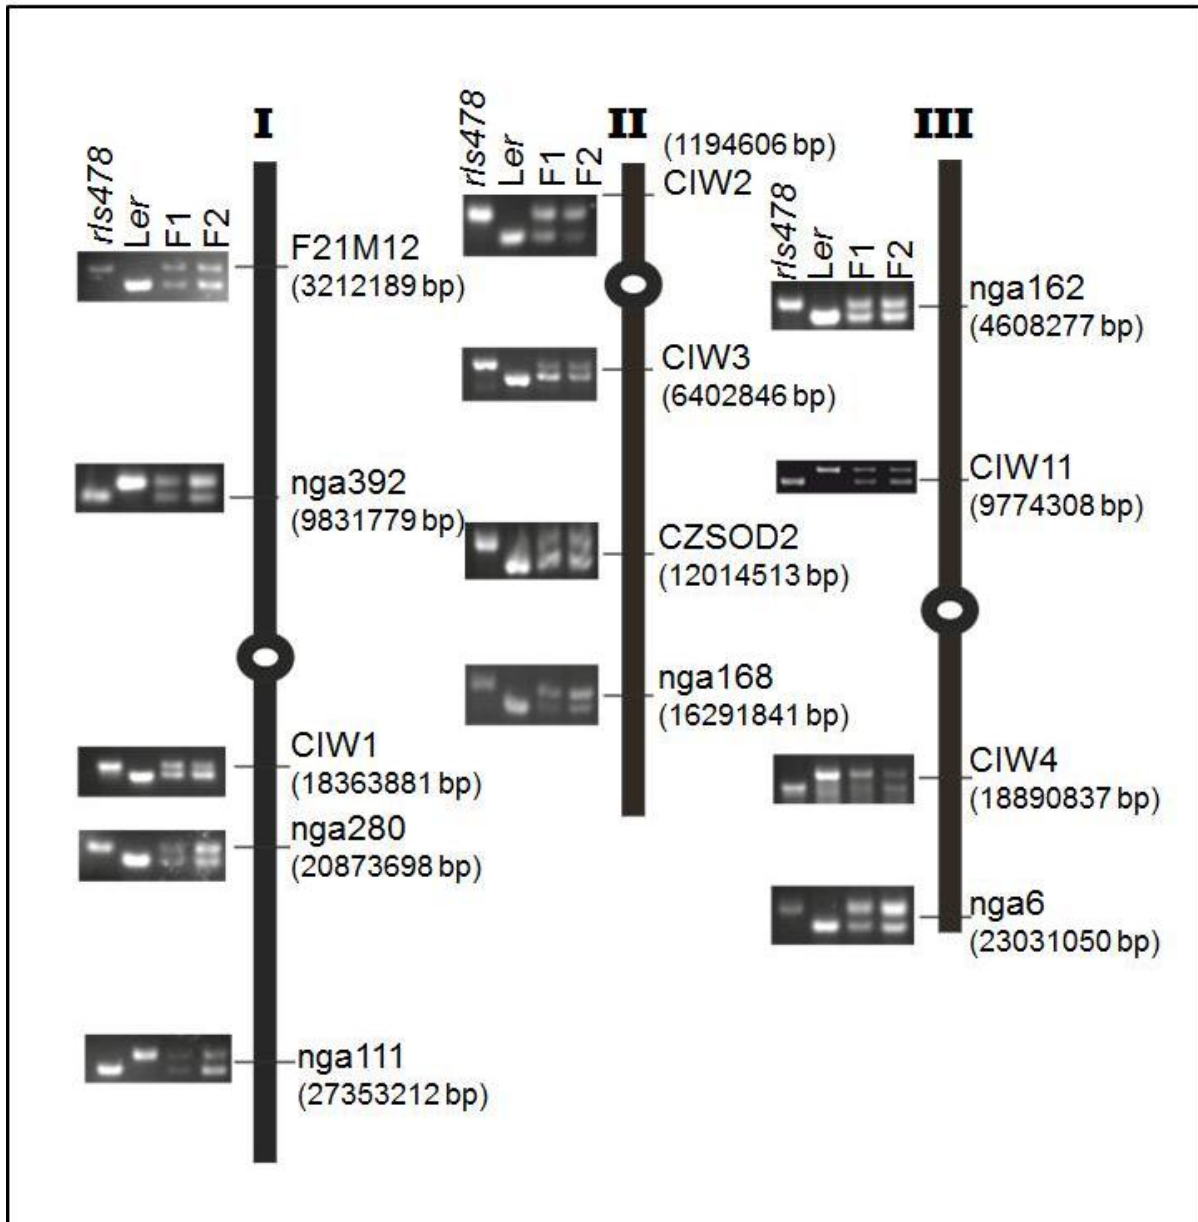 I
rls478
Ler
F1
F2
F21M12
(3212189 bp)
nga392
(9831779 bp)
CIW1
(18363881 bp)
nga280
(20873698 bp)
nga111
(27353212 bp)
II
rls478
Ler
F1
F2
(1194606 bp)
CIW2
CIW3
(6402846 bp)
CZSOD2
(12014513 bp)
nga168
(16291841 bp)
III
rls478
Ler
F1
F2
nga162
(4608277 bp)
CIW11
(9774308 bp)
CIW4
(18890837 bp)
nga6
(23031050 bp)